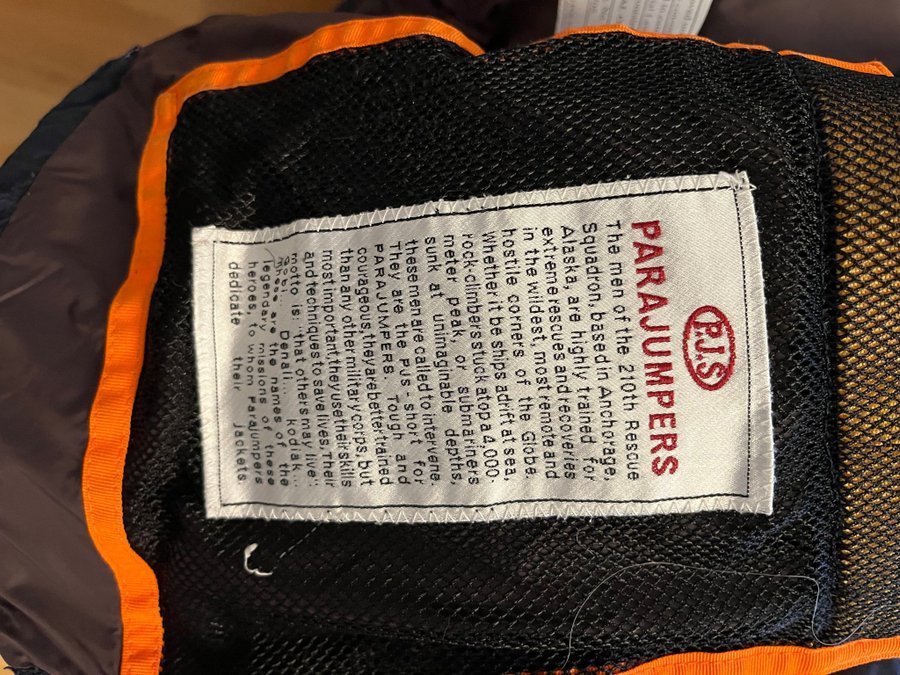 P.J.S
PARAJUMPERS
The men of the 210th Rescue
Squadron, based in Anchorage,
Alaska, are highly trained for
extreme rescues and recoveries
in the wildest, most remote and
hostile corners of the Globe.
Whether it be ships adrift at sea,
rock-climbers stuck atop a 4,000-
meter peak, or submariners
sunk at unimaginable depths,
these men are called to intervene.
They are the PJS - short for
PARAJUMPERS. Tough and
courageous, they are better trained
than any other military corps, but
most important, they use their skills
and techniques to save lives. Their
motto is: "that others may live".
gobi... Denali... kodiak...
These are the names of the
legendary missions of these
heroes, to whom Parajumpers
dedicate their jackets